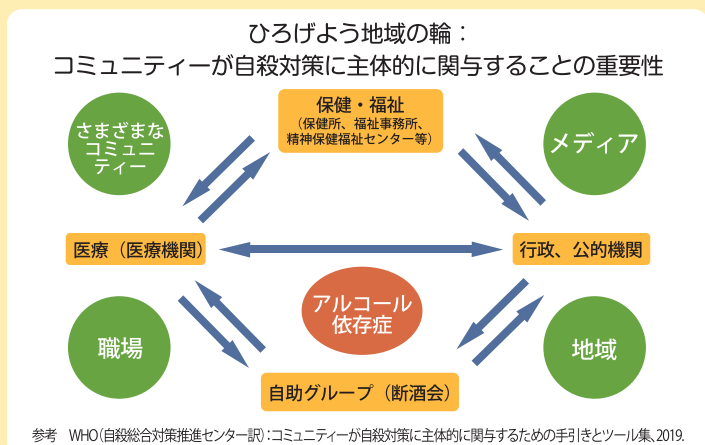 ひろげよう地域の輪：
コミュニティーが自殺対策に主体的に関与することの重要性
さまざまな
コミュニ
ティー
保健・福祉
（保健所、福祉事務所、
精神保健福祉センター等）
メディア
医療（医療機関）
行政、公的機関
アルコール
依存症
職場
地域
自助グループ（断酒会）
参考　WHO（自殺総合対策推進センター訳）：コミュニティーが自殺対策に主体的に関与するための手引きとツール集、2019.